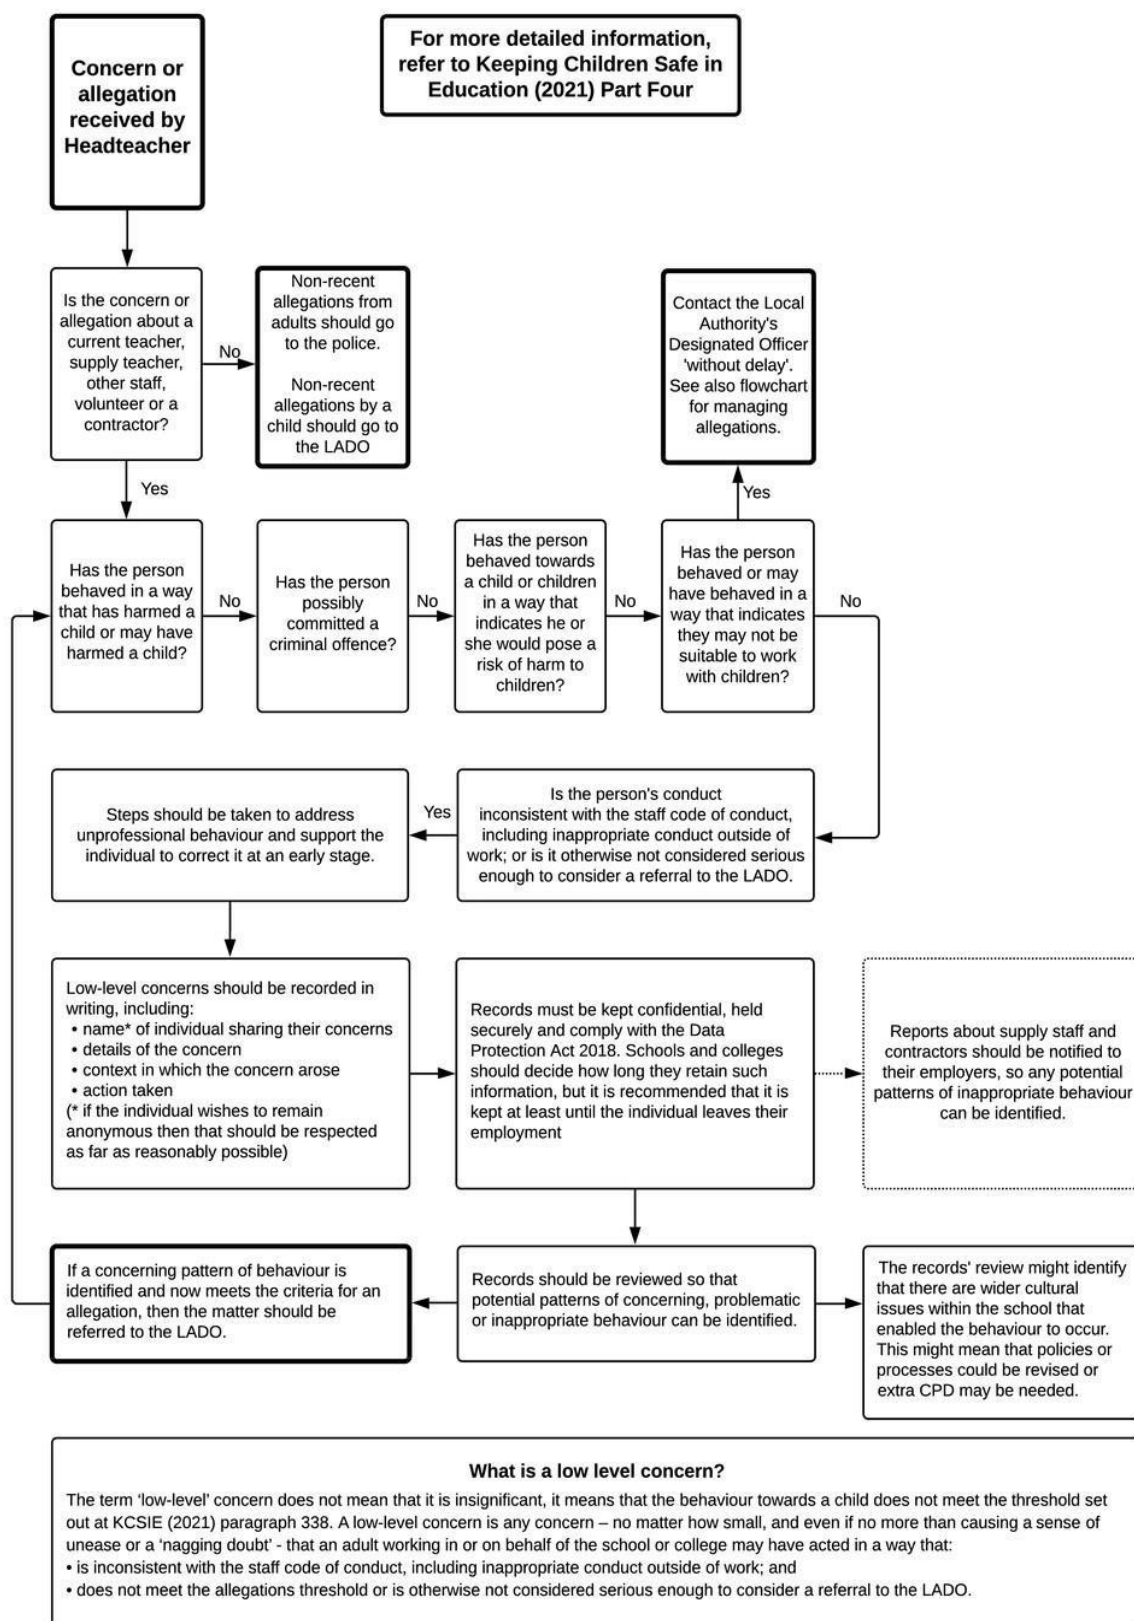 Concern or
allegation
received by
Headteacher
For more detailed information,
refer to Keeping Children Safe in
Education (2021) Part Four
Is the concern or
allegation about a
current teacher,
supply teacher,
other staff,
volunteer or a
contractor?
No
Non-recent
allegations from
adults should go
to the police.
Non-recent
allegations by a
child should go to
the LADO
Contact the Local
Authority's
Designated Officer
'without delay'.
See also flowchart
for managing
allegations.
Yes
Yes
Has the person
behaved in a way
that has harmed a
child or may have
harmed a child?
No
Has the person
possibly
committed a
criminal offence?
No
Has the person
behaved towards
a child or children
in a way that
indicates he or
she would pose a
risk of harm to
children?
No
Has the person
behaved or may
have behaved in a
way that indicates
they may not be
suitable to work
with children?
No
Steps should be taken to address
unprofessional behaviour and support the
individual to correct it at an early stage.
Yes
Is the person's conduct
inconsistent with the staff code of conduct,
including inappropriate conduct outside of
work; or is it otherwise not considered serious
enough to consider a referral to the LADO.
Low-level concerns should be recorded in
writing, including:
• name* of individual sharing their concerns
• details of the concern
• context in which the concern arose
• action taken
(* if the individual wishes to remain
anonymous then that should be respected
as far as reasonably possible)
Records must be kept confidential, held
securely and comply with the Data
Protection Act 2018. Schools and colleges
should decide how long they retain such
information, but it is recommended that it is
kept at least until the individual leaves their
employment
Reports about supply staff and
contractors should be notified to
their employers, so any potential
patterns of inappropriate behaviour
can be identified.
If a concerning pattern of behaviour is
identified and now meets the criteria for an
allegation, then the matter should be
referred to the LADO.
Records should be reviewed so that
potential patterns of concerning, problematic
or inappropriate behaviour can be identified.
The records' review might identify
that there are wider cultural
issues within the school that
enabled the behaviour to occur.
This might mean that policies or
processes could be revised or
extra CPD may be needed.
What is a low level concern?
The term ‘low-level’ concern does not mean that it is insignificant, it means that the behaviour towards a child does not meet the threshold set
out at KCSIE (2021) paragraph 338. A low-level concern is any concern – no matter how small, and even if no more than causing a sense of
unease or a ‘nagging doubt' - that an adult working in or on behalf of the school or college may have acted in a way that:
• is inconsistent with the staff code of conduct, including inappropriate conduct outside of work; and
• does not meet the allegations threshold or is otherwise not considered serious enough to consider a referral to the LADO.